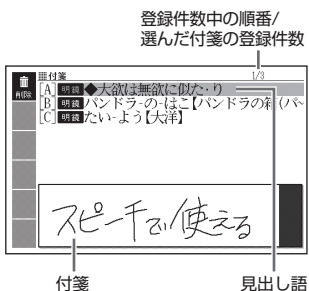 登録件数中の順番/
選んだ付箋の登録件数
削除
付箋 1/3
[A] 明鏡 ◆大欲は無欲に似た・り
[B] 明鏡 パンドラ-の-はこ【パンドラの箱(パ~
[C] 明鏡 たい-よう【大洋】
スピーチで使える
付箋
見出し語